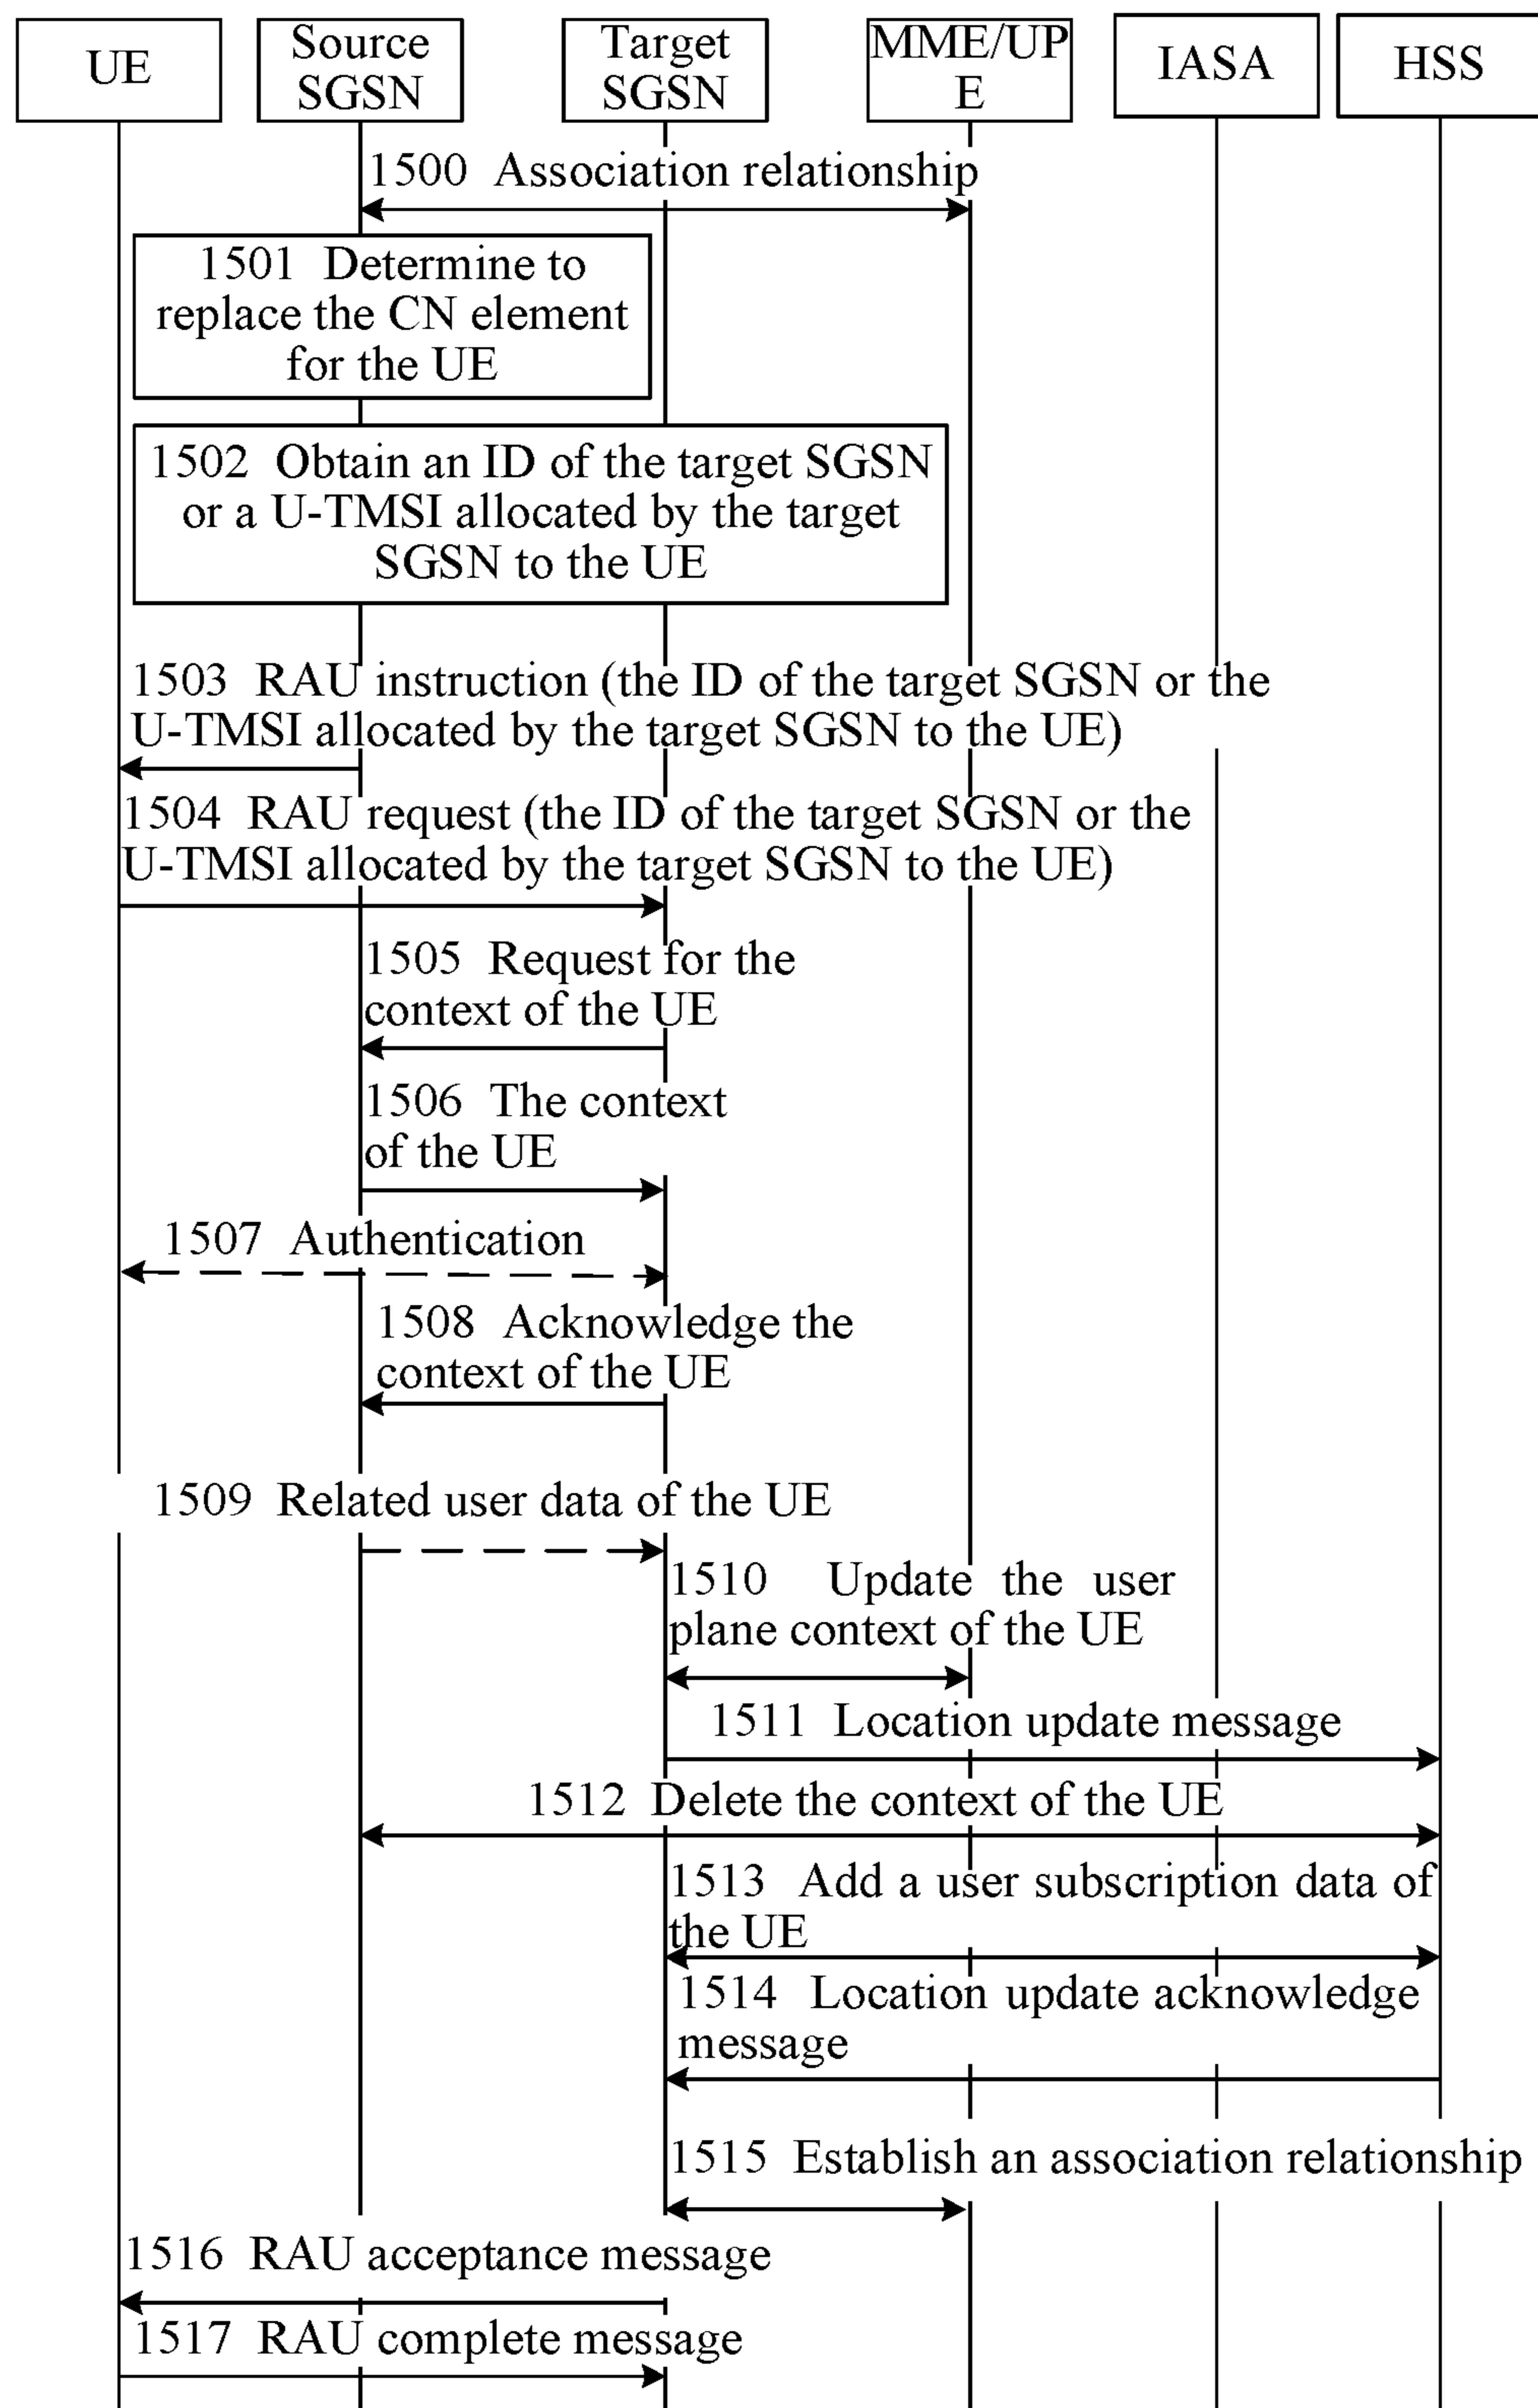 UE
Source
SGSN
Target
SGSN
MME/UP
E
IASA
HSS
1500 Association relationship
1501 Determine to
replace the CN element
for the UE
1502 Obtain an ID of the target SGSN
or a U-TMSI allocated by the target
SGSN to the UE
1503 RAU instruction (the ID of the target SGSN or the
U-TMSI allocated by the target SGSN to the UE)
1504 RAU request (the ID of the target SGSN or the
U-TMSI allocated by the target SGSN to the UE)
1505 Request for the
context of the UE
1506 The context
of the UE
1507 Authentication
1508 Acknowledge the
context of the UE
1509 Related user data of the UE
1510 Update the user
plane context of the UE
1511 Location update message
1512 Delete the context of the UE
1513 Add a user subscription data of
the UE
1514 Location update acknowledge
message
1515 Establish an association relationship
1516 RAU acceptance message
1517 RAU complete message